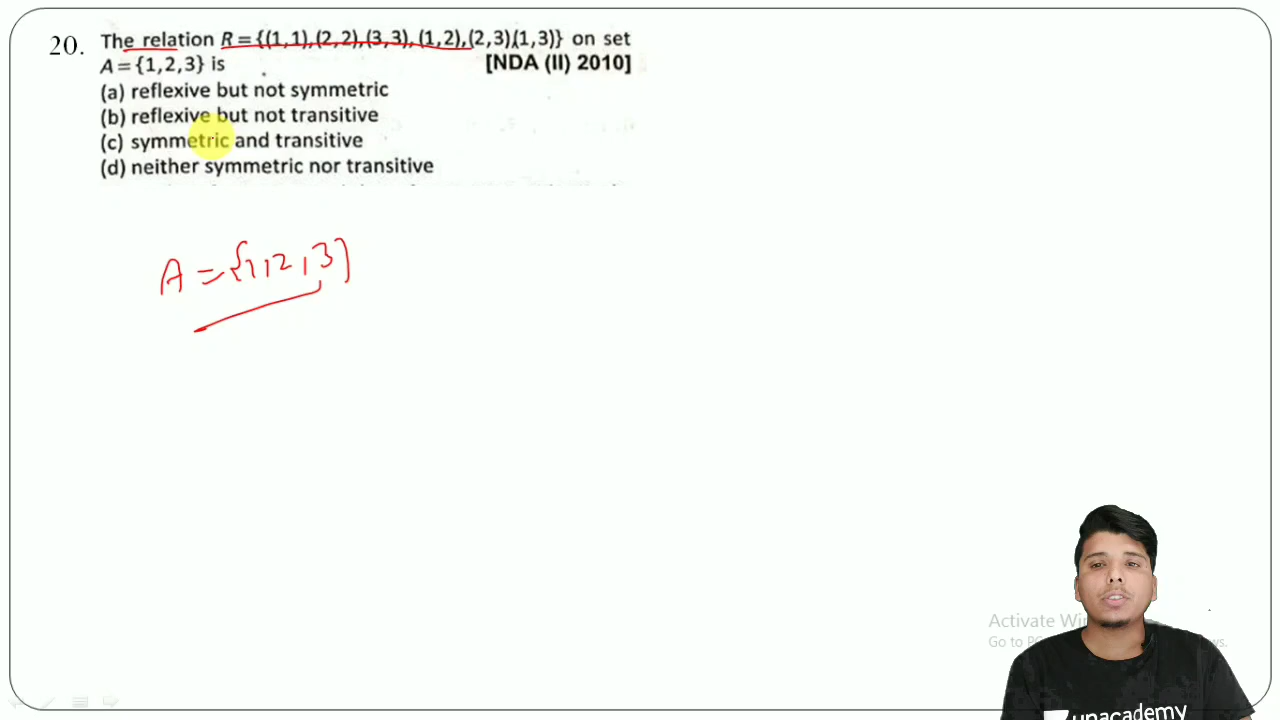 20. The relation R = {(1,1),(2,2),(3,3),(1,2),(2,3)(1,3)} on set
A = {1,2,3} is [NDA (II) 2010]
(a) reflexive but not symmetric
(b) reflexive but not transitive
(c) symmetric and transitive
(d) neither symmetric nor transitive
A = {1,2,3}
Activate
Go to
unacademy